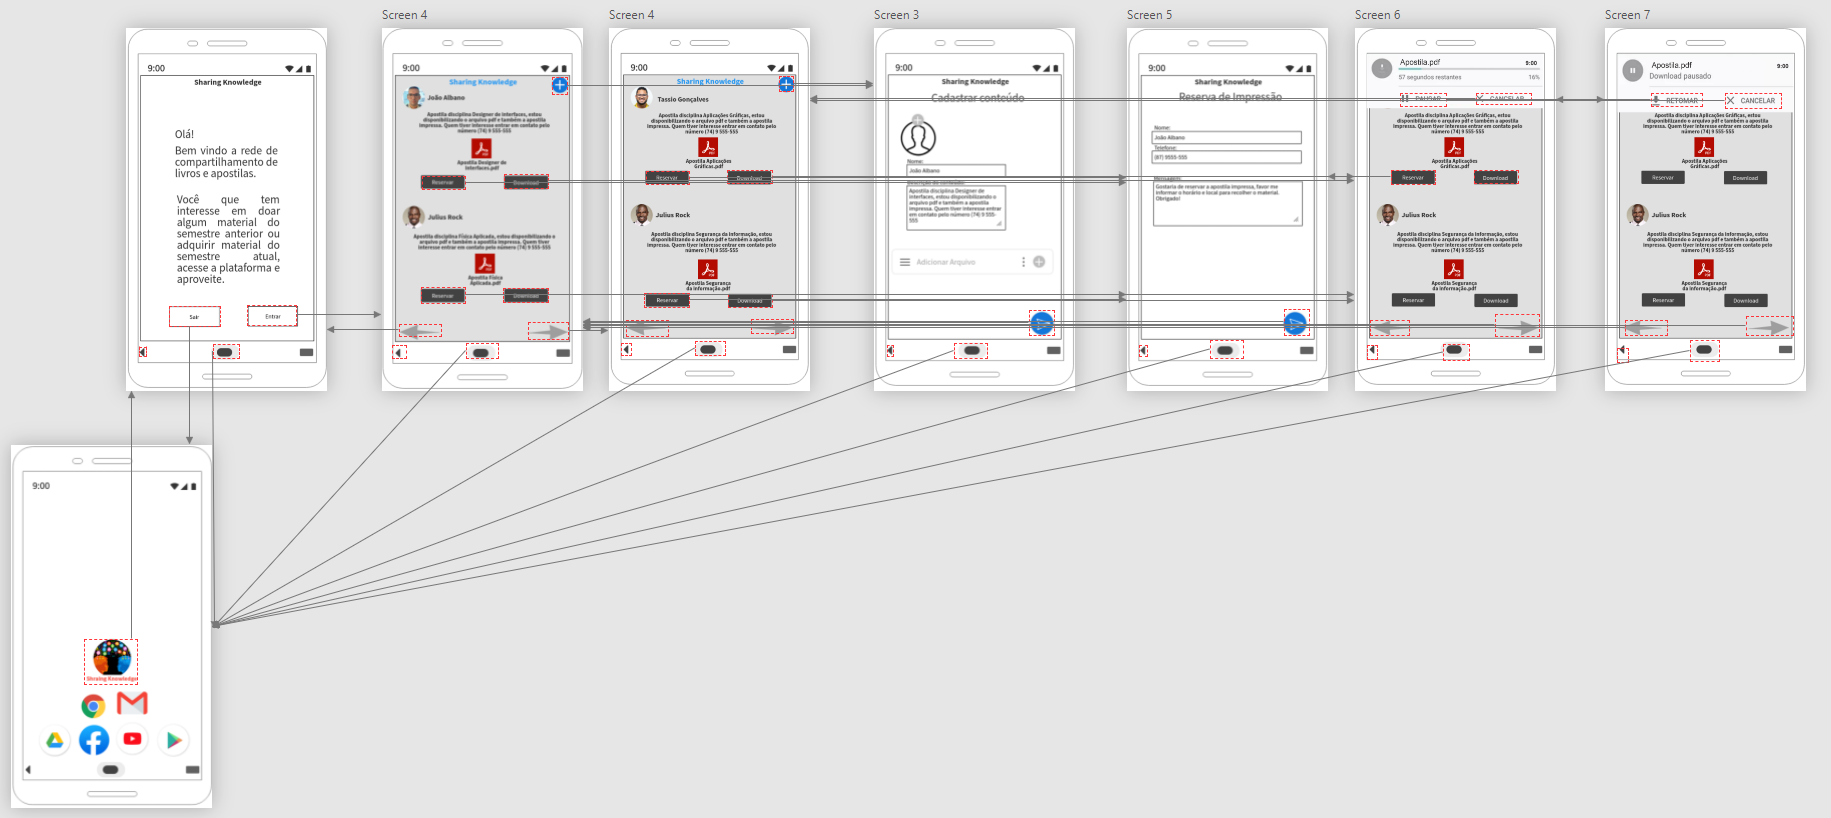 Screen 4
Screen 4
Screen 3
Screen 5
Screen 6
Screen 7
9:00
Sharing Knowledge
Olá!
Bem vindo a rede de
compartilhamento de
livros e apostilas.
Você que tem
interesse em doar
algum material do
semestre anterior ou
adquirir material do
semestre atual,
acesse a plataforma e
aproveite.
Sair
Entrar
9:00
Sharing Knowledge
João Albano
Apostila disciplina Designer de interfaces, estou
disponibilizando o arquivo pdf e também a apostila
impressa. Quem tiver interesse entrar em contato pelo
número (74) 9 555-555
Apostila Designer de
interfaces.pdf
Reservar
Download
Julius Rock
Apostila disciplina Física Aplicada, estou disponibilizando o
arquivo pdf e também a apostila impressa. Quem tiver
interesse entrar em contato pelo número (74) 9 555-555
Apostila Física
Aplicada.pdf
Reservar
Download
9:00
Sharing Knowledge
Tassio Gonçalves
Apostila disciplina Aplicações Gráficas, estou
disponibilizando o arquivo pdf e também a apostila
impressa. Quem tiver interesse entrar em contato pelo
número (74) 9 555-555
Apostila Aplicações
Gráficas.pdf
Reservar
Download
Julius Rock
Apostila disciplina Segurança da Informação, estou
disponibilizando o arquivo pdf e também a apostila
impressa. Quem tiver interesse entrar em contato pelo
número (74) 9 555-555
Apostila Segurança
da Informação.pdf
Reservar
Download
9:00
Sharing Knowledge
Cadastrar conteúdo
Nome:
João Albano
Descrição do conteúdo:
Apostila disciplina Designer de
interfaces, estou disponibilizando o
arquivo pdf e também a apostila
impressa. Quem tiver interesse entrar
em contato pelo número (74) 9 555-
555
Adicionar Arquivo
9:00
Sharing Knowledge
Reserva de Impressão
Nome:
João Albano
Telefone:
(87) 9555-555
Mensagem:
Gostaria de reservar a apostila impressa, favor me
informar o horário e local para recolher o material.
Obrigado!
Apostila.pdf
9:00
57 segundos restantes
16%
PAUSAR
CANCELAR
Apostila disciplina Aplicações Gráficas, estou
disponibilizando o arquivo pdf e também a apostila
impressa. Quem tiver interesse entrar em contato pelo
número (74) 9 555-555
Apostila Aplicações
Gráficas.pdf
Reservar
Download
Julius Rock
Apostila disciplina Segurança da Informação, estou
disponibilizando o arquivo pdf e também a apostila
impressa. Quem tiver interesse entrar em contato pelo
número (74) 9 555-555
Apostila Segurança
da Informação.pdf
Reservar
Download
Apostila.pdf
9:00
Download pausado
RETOMAR
CANCELAR
Apostila disciplina Aplicações Gráficas, estou
disponibilizando o arquivo pdf e também a apostila
impressa. Quem tiver interesse entrar em contato pelo
número (74) 9 555-555
Apostila Aplicações
Gráficas.pdf
Reservar
Download
Julius Rock
Apostila disciplina Segurança da Informação, estou
disponibilizando o arquivo pdf e também a apostila
impressa. Quem tiver interesse entrar em contato pelo
número (74) 9 555-555
Apostila Segurança
da Informação.pdf
Reservar
Download
9:00
Sharing Knowledge